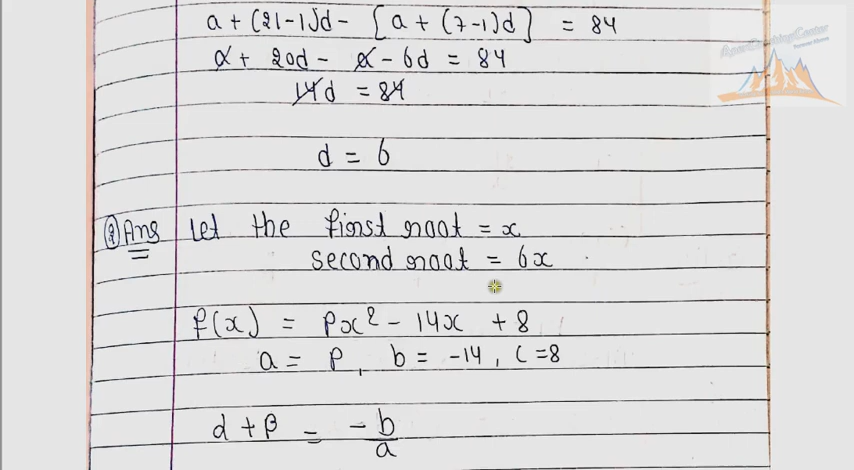 a + (21-1)d - [a + (7-1)d] = 84
a + 20d - a - 6d = 84
14d = 84
d = 6
② Ans Let the first root = x
second root = 6x
f(x) = px² - 14x + 8
a = p, b = -14, c = 8
α + β = -b/a